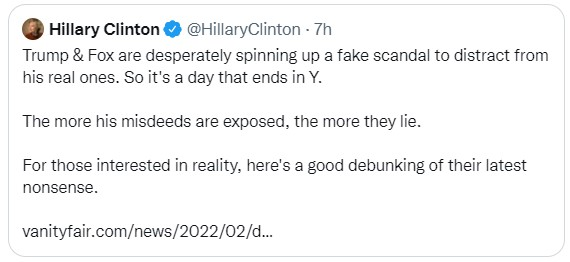 Hillary Clinton @HillaryClinton · 7h
Trump & Fox are desperately spinning up a fake scandal to distract from
his real ones. So it's a day that ends in Y.
The more his misdeeds are exposed, the more they lie.
For those interested in reality, here's a good debunking of their latest
nonsense.
vanityfair.com/news/2022/02/d...